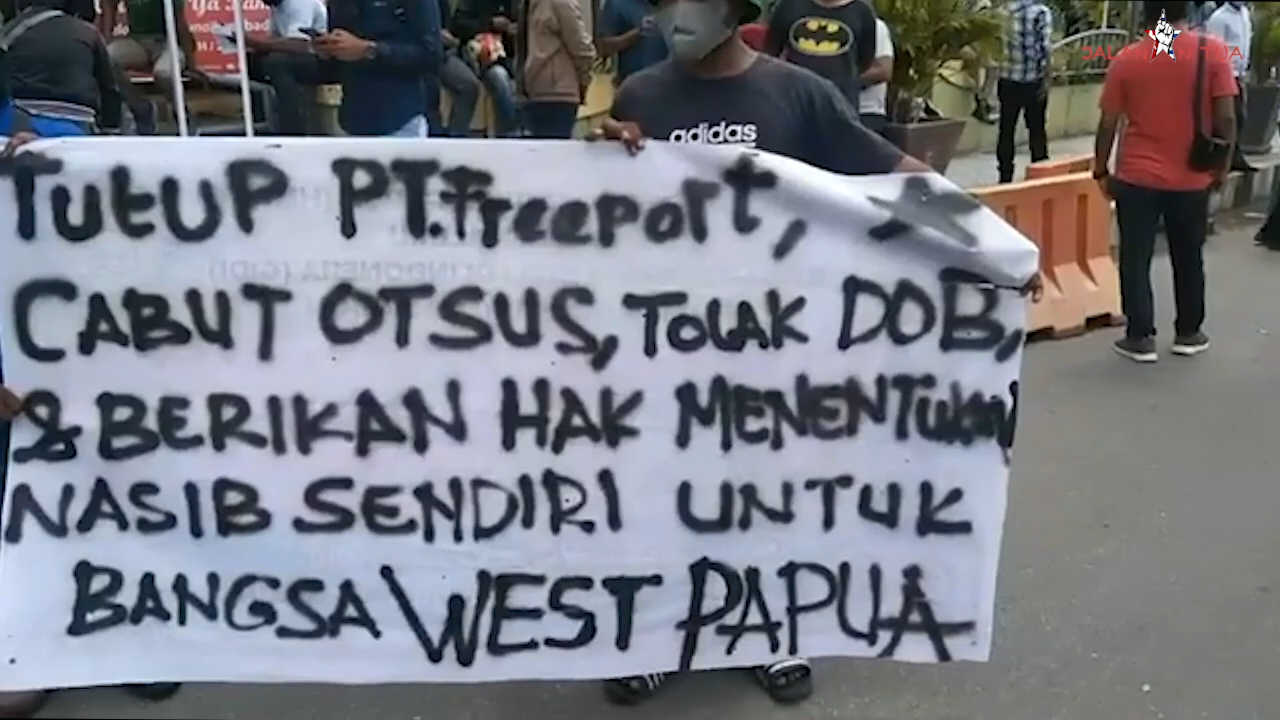 TUtUP PT.Freeport,
CABUT OTSUS, TOLAK DOB,
& BERIKAN HAK MENENTUKAN
NASIB SENDIRI UNTUK
BANGSA WEST PAPUA
adidas